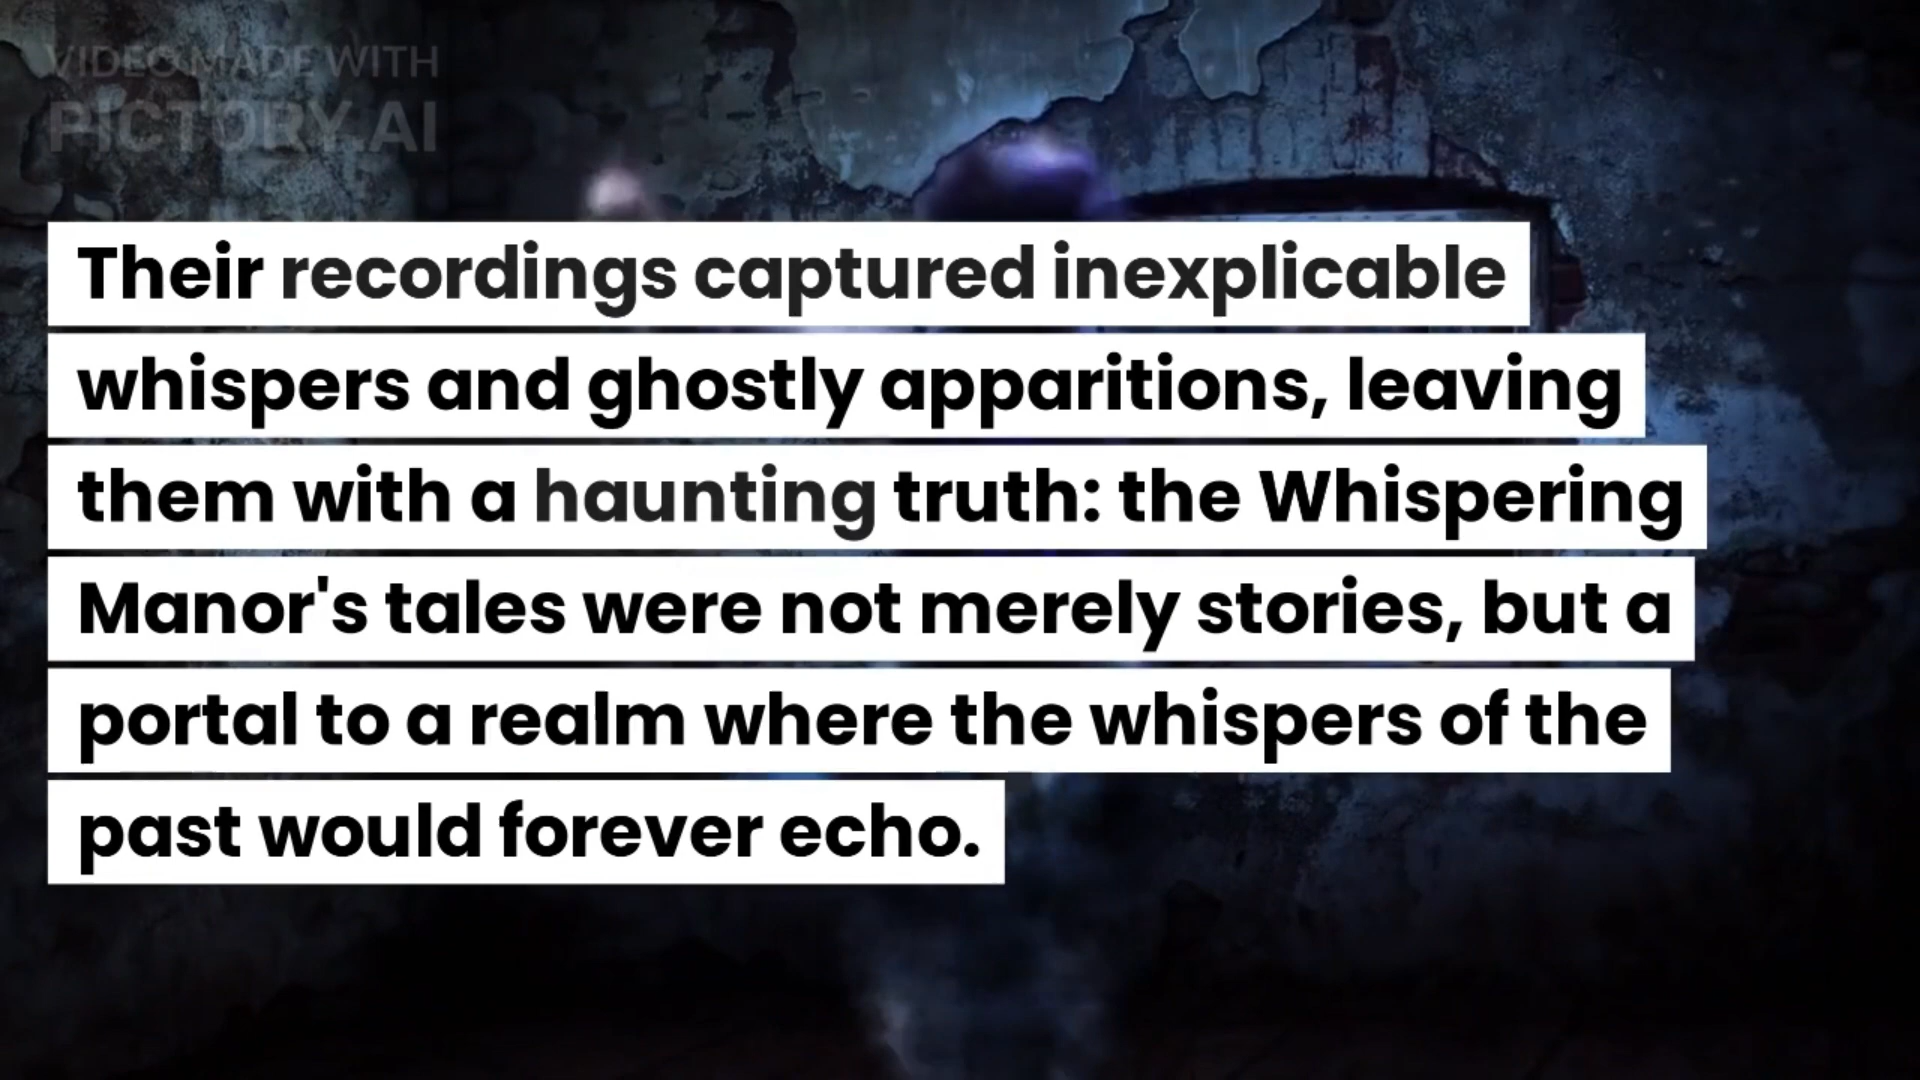 VIDEO MADE WITH
PICTORY.AI
Their recordings captured inexplicable
whispers and ghostly apparitions, leaving
them with a haunting truth: the Whispering
Manor's tales were not merely stories, but a
portal to a realm where the whispers of the
past would forever echo.